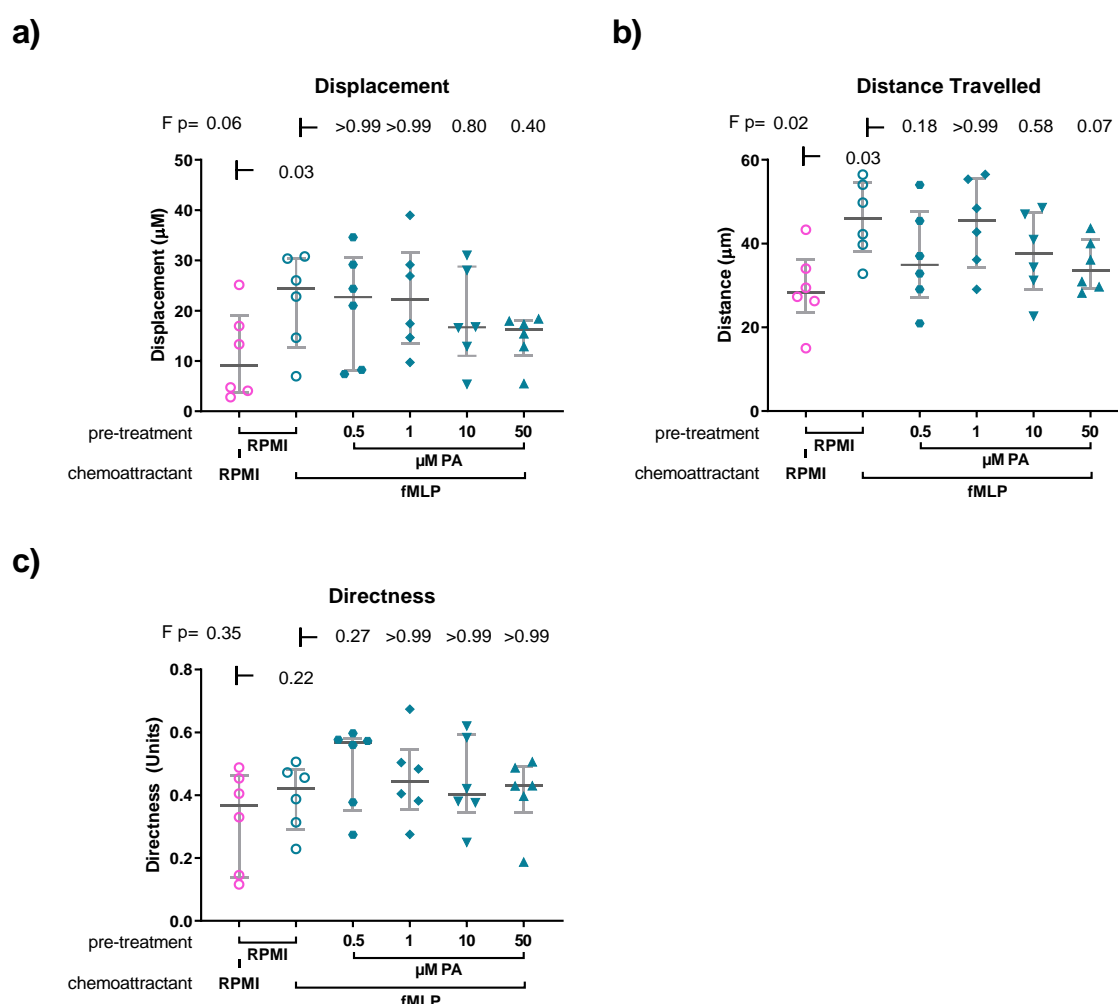 a)
Displacement
F p= 0.06 >0.99 >0.99 0.80 0.40
0.03
50
40
30
20
10
0
Displacement (µM)
pre-treatment RPMI 0.5 1 10 50
µM PA
chemoattractant RPMI fMLP
b)
Distance Travelled
F p= 0.02 0.18 >0.99 0.58 0.07
0.03
60
40
20
0
Distance (µm)
pre-treatment RPMI 0.5 1 10 50
µM PA
chemoattractant RPMI fMLP
c)
Directness
F p= 0.35 0.27 >0.99 >0.99 >0.99
0.22
0.8
0.6
0.4
0.2
0.0
Directness (Units)
pre-treatment RPMI 0.5 1 10 50
µM PA
chemoattractant RPMI fMLP